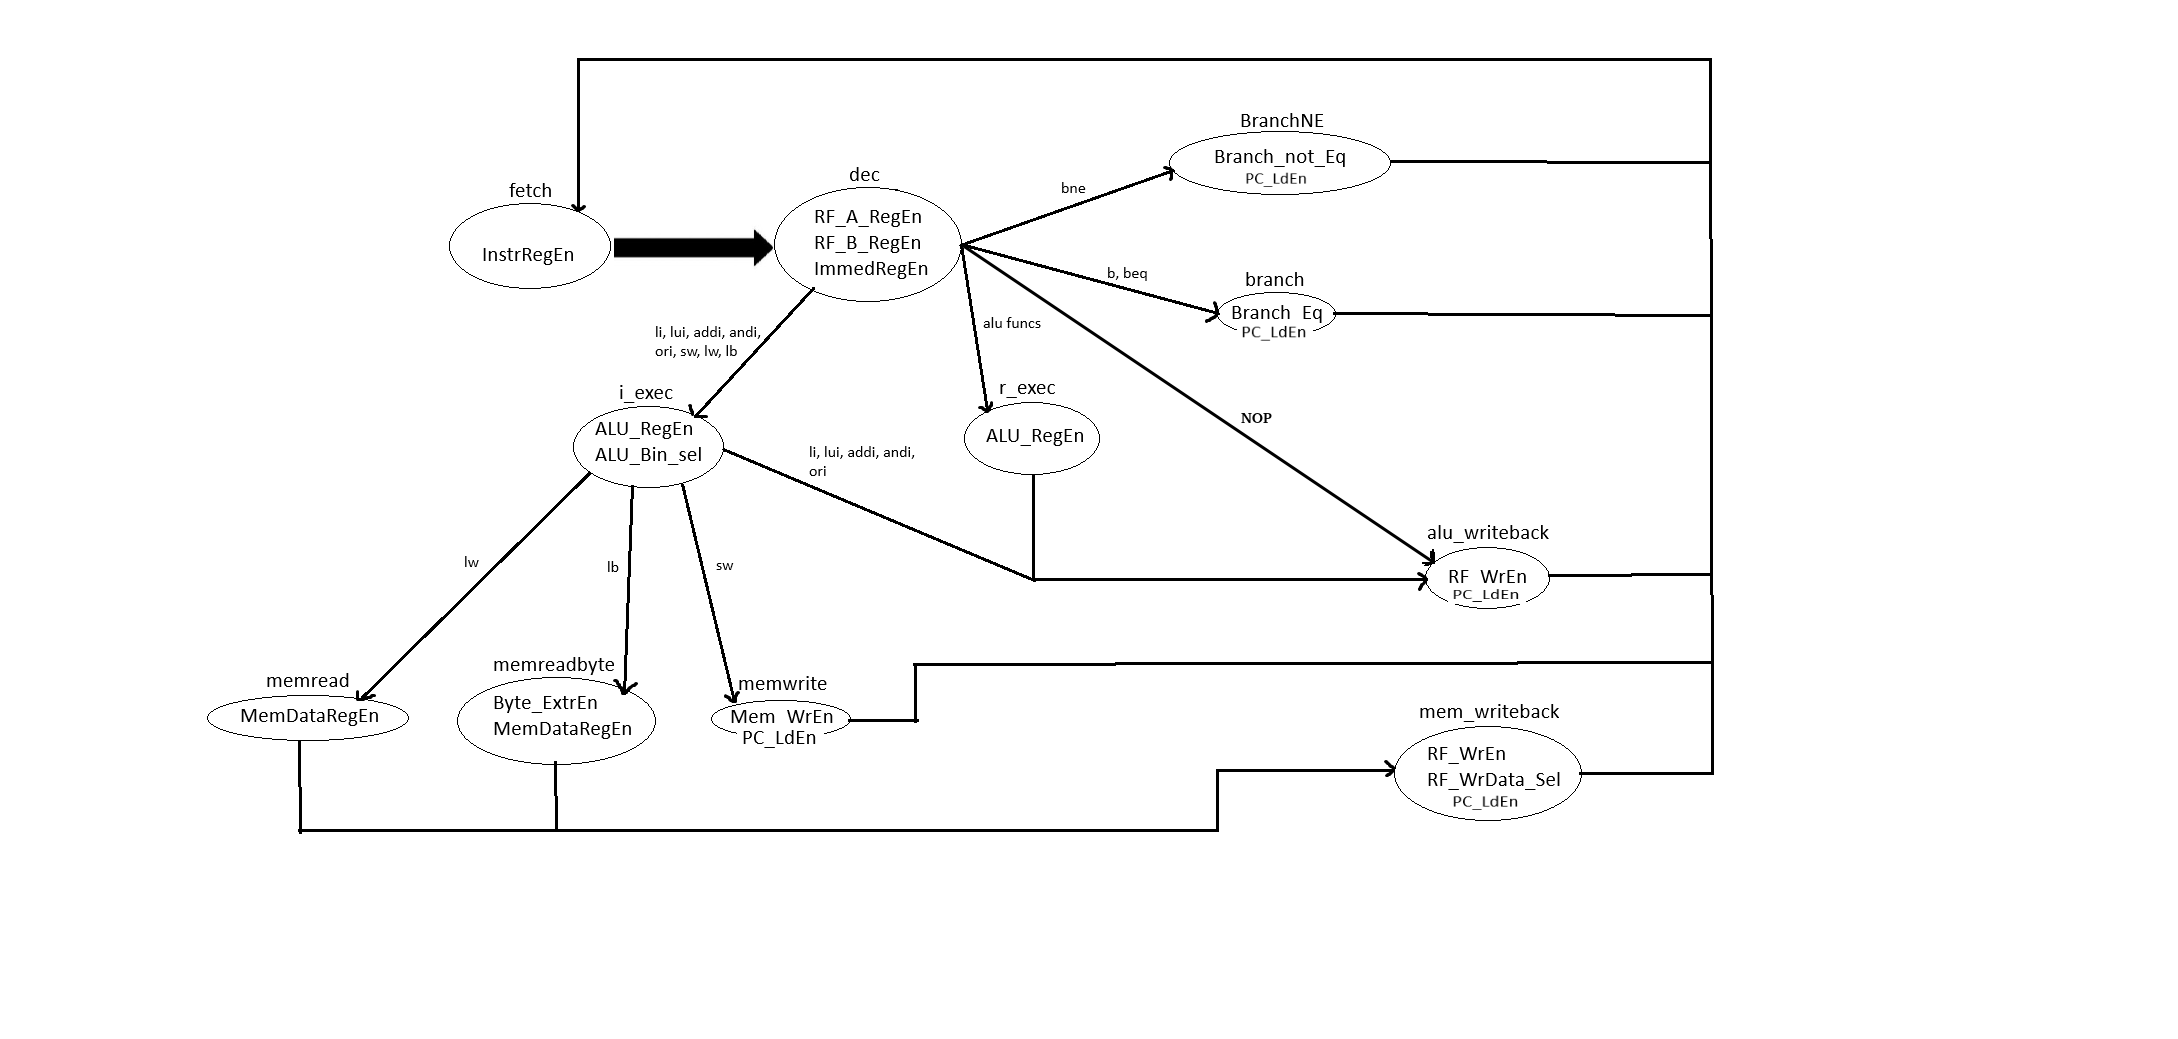 BranchNE
Branch_not_Eq
PC_LdEn
dec
RF_A_RegEn
RF_B_RegEn
ImmedRegEn
fetch
InstrRegEn
bne
b, beq
branch
Branch_Eq
PC_LdEn
alu funcs
li, lui, addi, andi,
ori, sw, lw, lb
i_exec
ALU_RegEn
ALU_Bin_sel
r_exec
ALU_RegEn
NOP
li, lui, addi, andi,
ori
alu_writeback
RF_WrEn
PC_LdEn
lw
lb
sw
memread
MemDataRegEn
memreadbyte
Byte_ExtrEn
MemDataRegEn
memwrite
Mem_WrEn
PC_LdEn
mem_writeback
RF_WrEn
RF_WrData_Sel
PC_LdEn